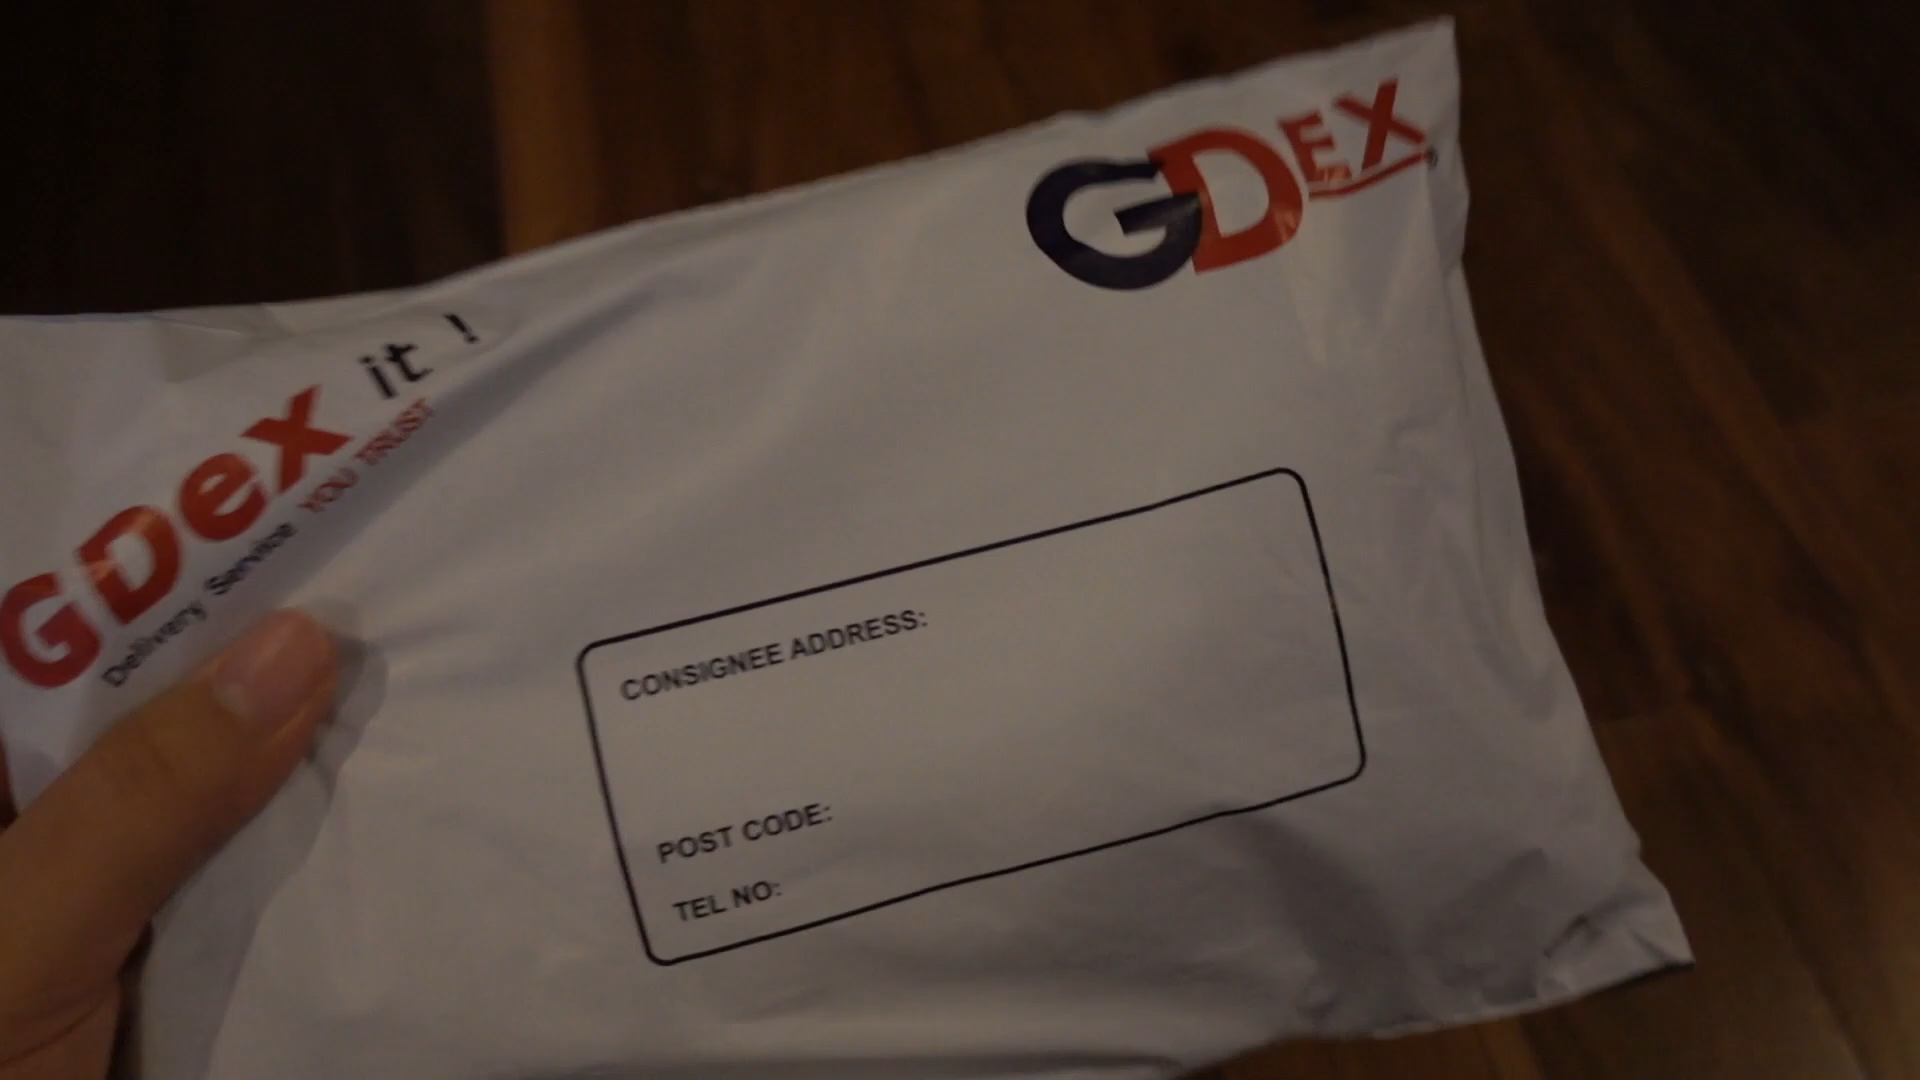 GDEX
GDex it !
Delivery Service YOU TRUST
CONSIGNEE ADDRESS:
POST CODE:
TEL NO: